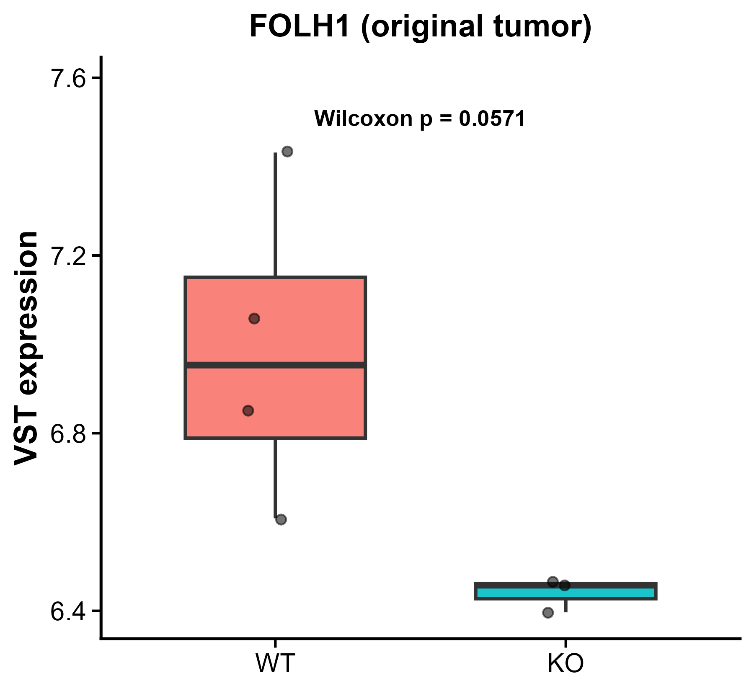 FOLH1 (original tumor)
7.6
Wilcoxon p = 0.0571
7.2
VST expression
6.8
6.4
WT KO